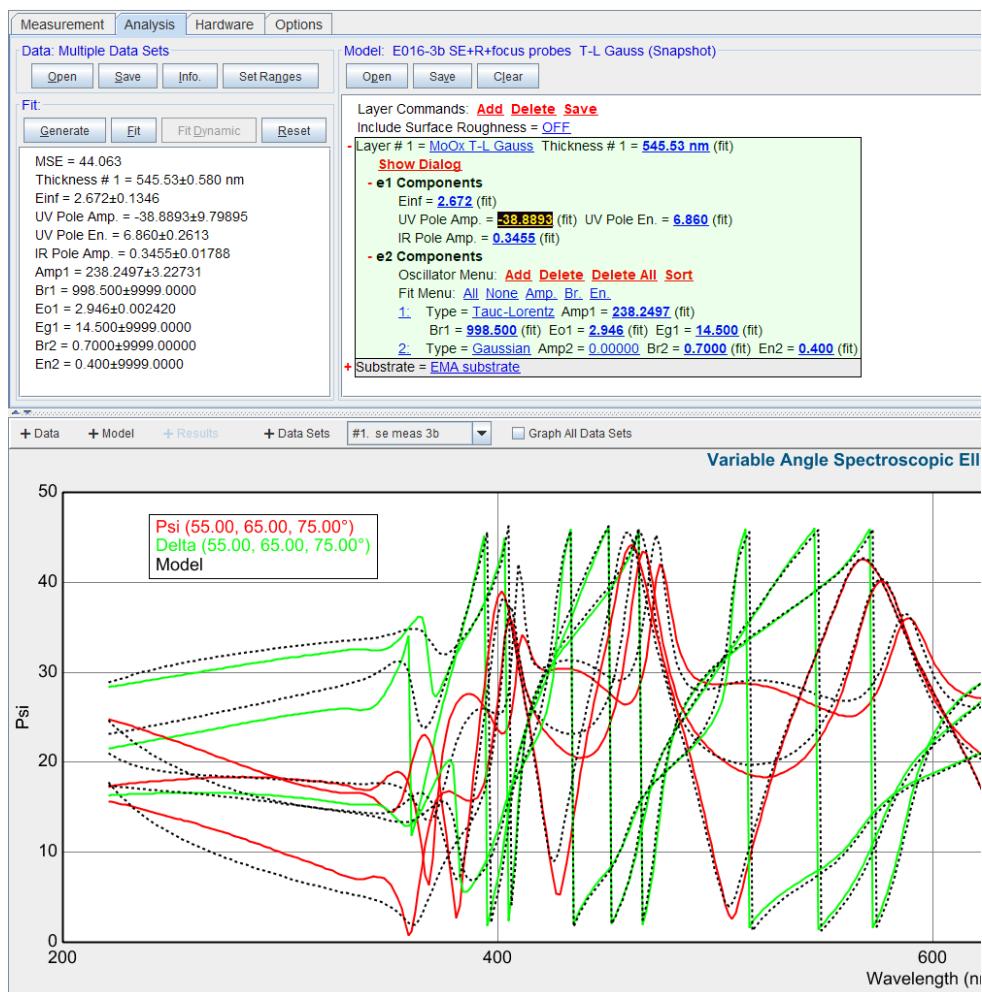 Measurement Analysis Hardware Options
Data: Multiple Data Sets
Open Save Info. Set Ranges
Fit:
Generate Fit Fit Dynamic Reset
MSE = 44.063
Thickness # 1 = 545.53±0.580 nm
Einf = 2.672±0.1346
UV Pole Amp. = -38.8893±9.79895
UV Pole En. = 6.860±0.2613
IR Pole Amp. = 0.3455±0.01788
Amp1 = 238.2497±3.22731
Br1 = 998.500±9999.0000
Eo1 = 2.946±0.002420
Eg1 = 14.500±9999.0000
Br2 = 0.7000±9999.00000
En2 = 0.400±9999.0000
Model: E016-3b SE+R+focus probes T-L Gauss (Snapshot)
Open Save Clear
Layer Commands: Add Delete Save
Include Surface Roughness = OFF
- Layer # 1 = MoOx T-L Gauss Thickness # 1 = 545.53 nm (fit)
Show Dialog
- e1 Components
Einf = 2.672 (fit)
UV Pole Amp. = -38.8893 (fit) UV Pole En. = 6.860 (fit)
IR Pole Amp. = 0.3455 (fit)
- e2 Components
Oscillator Menu: Add Delete Delete All Sort
Fit Menu: All None Amp. Br. En.
1: Type = Tauc-Lorentz Amp1 = 238.2497 (fit)
Br1 = 998.500 (fit) Eo1 = 2.946 (fit) Eg1 = 14.500 (fit)
2: Type = Gaussian Amp2 = 0.00000 Br2 = 0.7000 (fit) En2 = 0.400 (fit)
+ Substrate = EMA substrate
+ Data + Model + Results + Data Sets #1. se meas 3b Graph All Data Sets
Variable Angle Spectroscopic Ell
Psi (55.00, 65.00, 75.00°)
Delta (55.00, 65.00, 75.00°)
Model
50
40
30
20
10
0
Psi
200 400 600
Wavelength (n